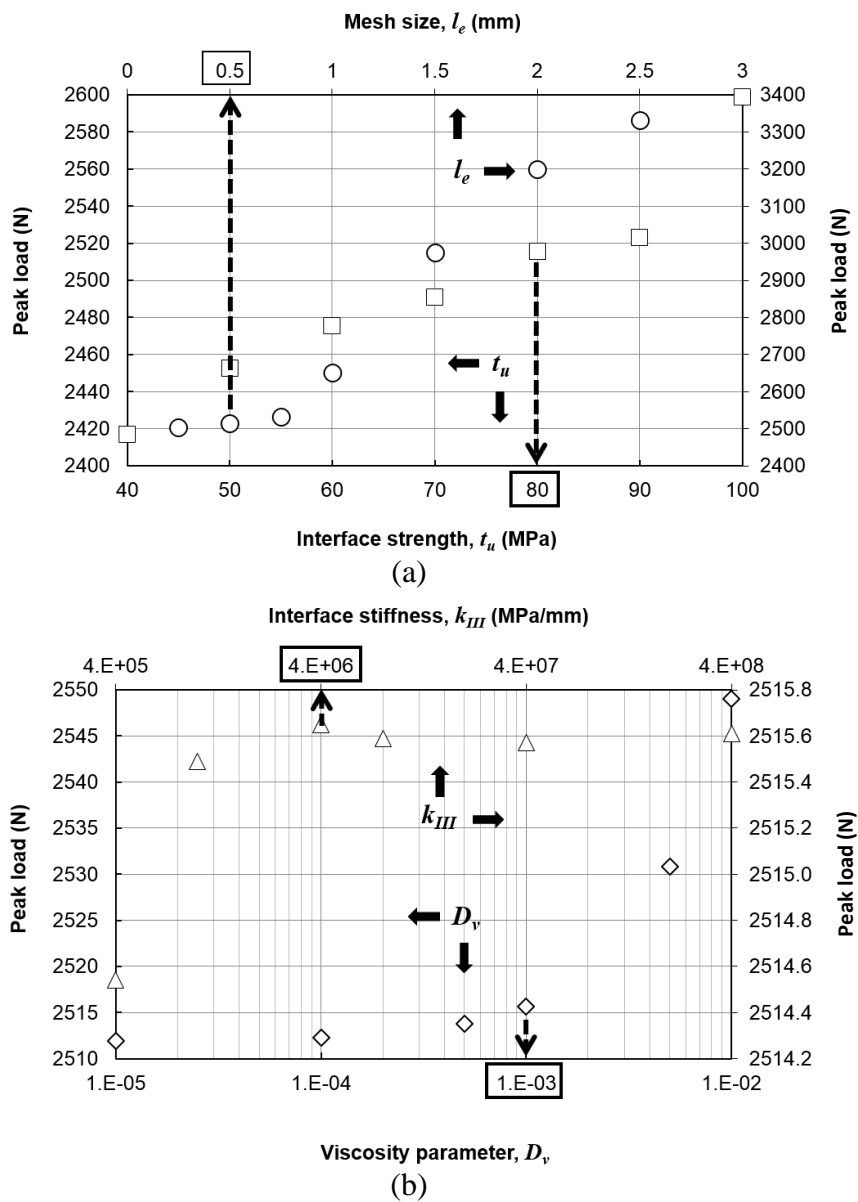 Mesh size, l_e (mm)
0 0.5 1 1.5 2 2.5 3
2600 3400
2580 3300
2560 l_e 3200
2540 3100
2520 3000
2500 2900
2480 2800
2460 t_u 2700
2440 2600
2420 2500
2400 2400
Peak load (N)
Peak load (N)
40 50 60 70 80 90 100
Interface strength, t_u (MPa)
(a)
Interface stiffness, k_III (MPa/mm)
4.E+05 4.E+06 4.E+07 4.E+08
2550 2515.8
2545 2515.6
2540 2515.4
2535 k_III 2515.2
2530 2515.0
2525 D_v 2514.8
2520 2514.6
2515 2514.4
2510 2514.2
Peak load (N)
Peak load (N)
1.E-05 1.E-04 1.E-03 1.E-02
Viscosity parameter, D_v
(b)